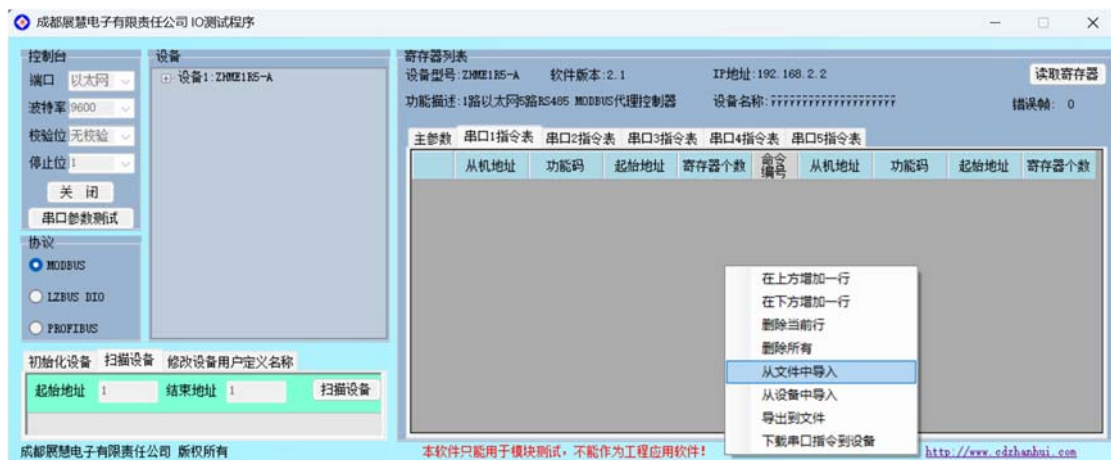 成都展慧电子有限责任公司 IO测试程序
控制台
端口 以太网
波特率 9600
校验位 无校验
停止位 1
关 闭
串口参数测试
协议
MODBUS
LZBUS DIO
PROFIBUS
设备
设备1:ZHME1R5-A
初始化设备 扫描设备 修改设备用户定义名称
起始地址 1 结束地址 1 扫描设备
寄存器列表
设备型号:ZHME1R5-A 软件版本:2.1 IP地址:192.168.2.2 读取寄存器
功能描述:1路以太网5路RS485 MODBUS代理控制器 设备名称: 错误帧: 0
主参数 串口1指令表 串口2指令表 串口3指令表 串口4指令表 串口5指令表
从机地址 功能码 起始地址 寄存器个数 命令编号 从机地址 功能码 起始地址 寄存器个数
在上方增加一行
在下方增加一行
删除当前行
删除所有
从文件中导入
从设备中导入
导出到文件
下载串口指令到设备
成都展慧电子有限责任公司 版权所有 本软件只能用于模块测试，不能作为工程应用软件! http://www.cdzhanhui.com